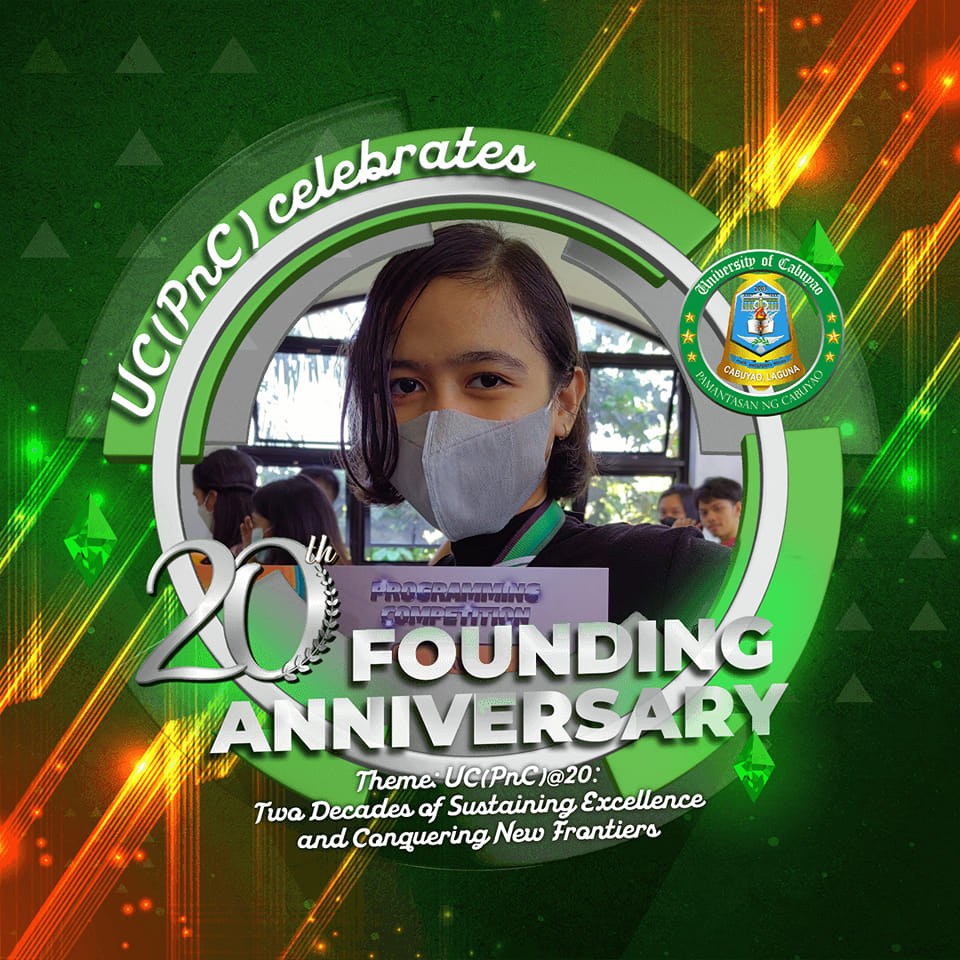 UC(PnC) celebrates
University of Cabuyao
CABUYAO, LAGUNA
PAMANTASAN NG CABUYAO
PROGRAMMING
COMPETITION
20th
FOUNDING
ANNIVERSARY
Theme: UC(PnC)@20:
Two Decades of Sustaining Excellence
and Conquering New Frontiers